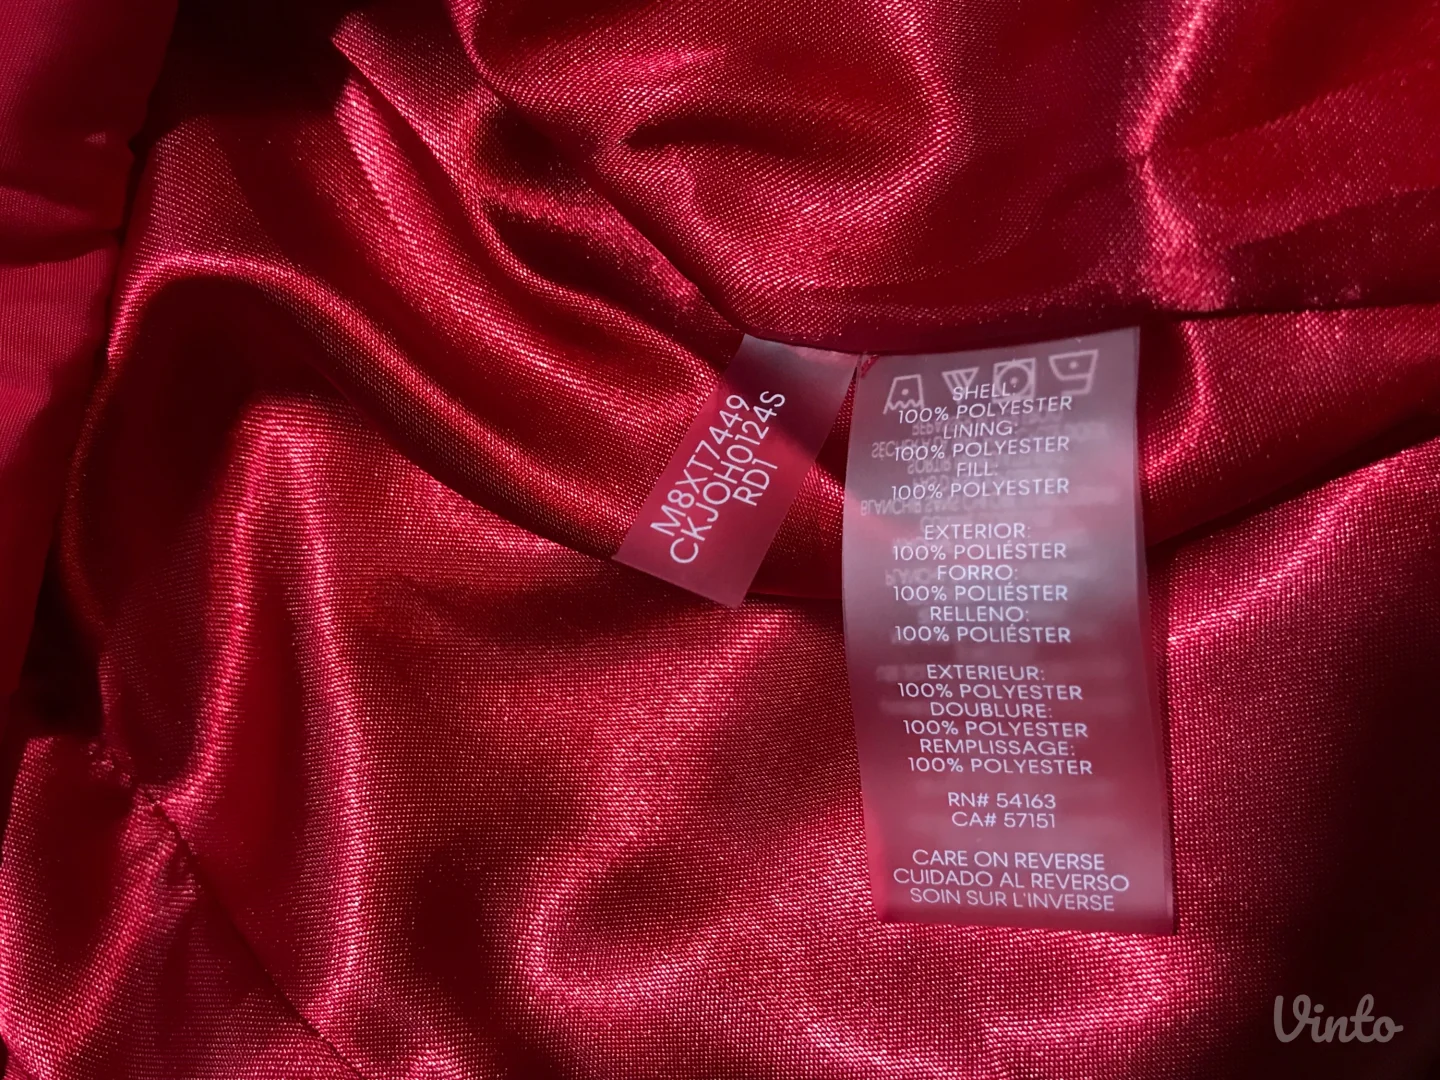 M8XT7449
CKJOH0124S
RD1
SHELL:
100% POLYESTER
LINING:
100% POLYESTER
FILL:
100% POLYESTER
EXTERIOR:
100% POLIÉSTER
FORRO:
100% POLIÉSTER
RELLENO:
100% POLIÉSTER
EXTERIEUR:
100% POLYESTER
DOUBLURE:
100% POLYESTER
REMPLISSAGE:
100% POLYESTER
RN# 54163
CA# 57151
CARE ON REVERSE
CUIDADO AL REVERSO
SOIN SUR L'INVERSE
Vinto